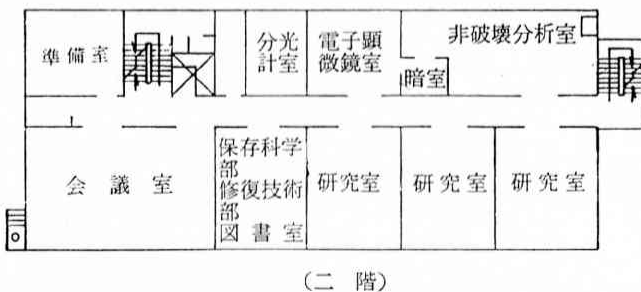 準備室
分光
計室
電子顕
微鏡室
暗室
非破壊分析室
会議室
保存科学
部
修復技術
部
図書室
研究室
研究室
研究室
(二階)